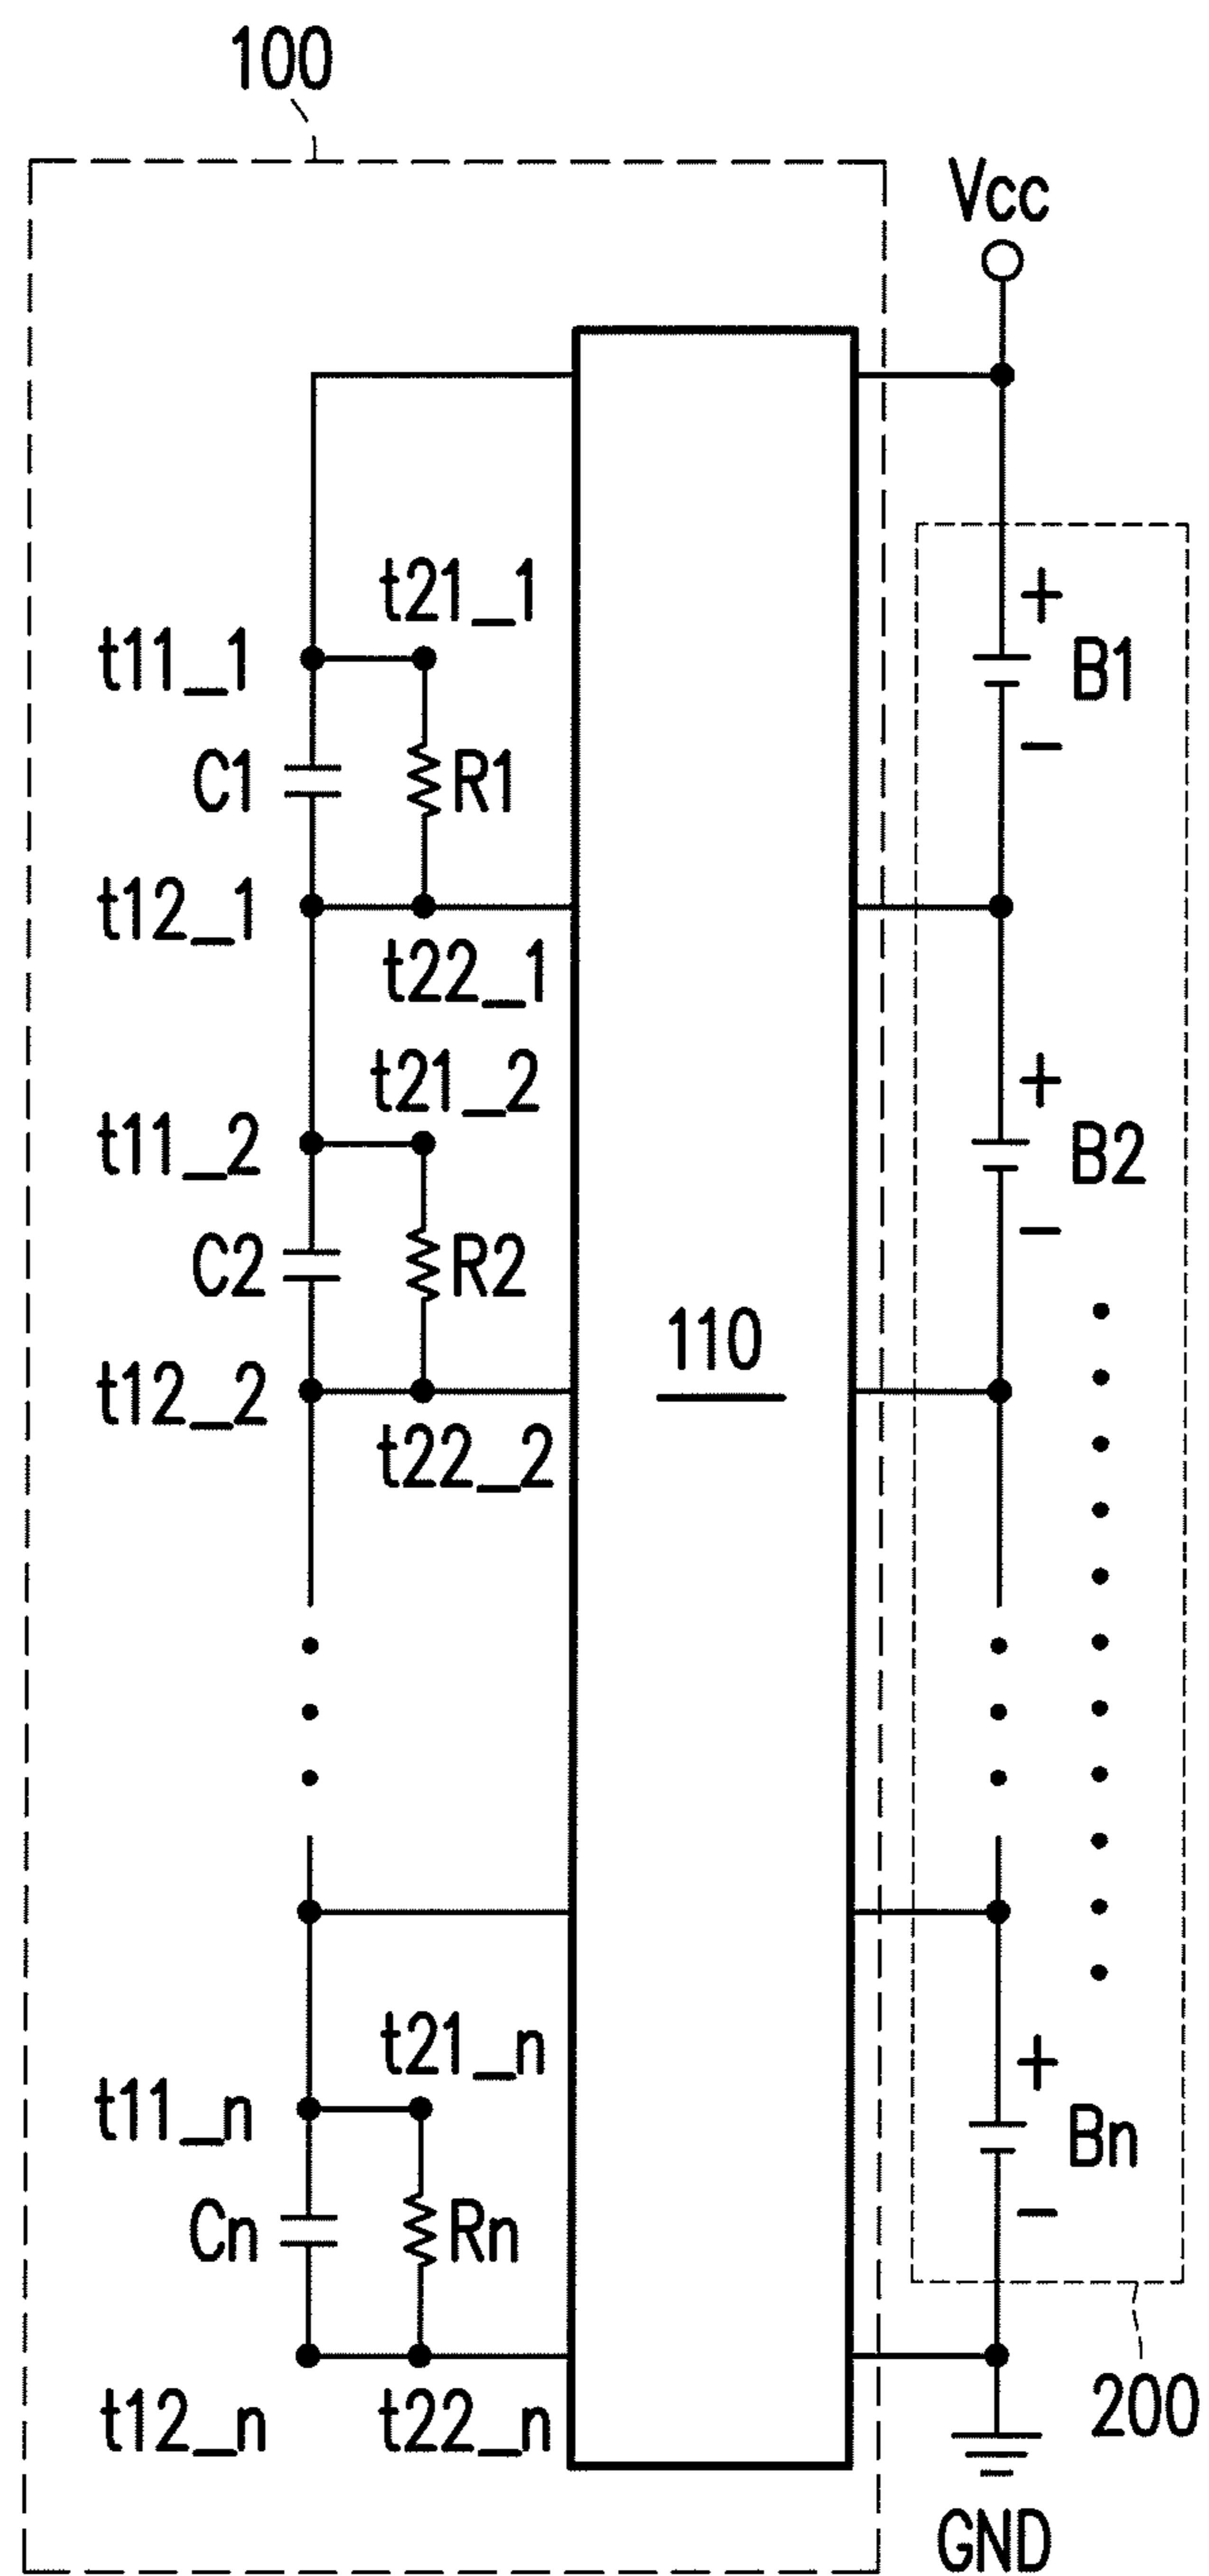 100
Vcc
t21_1
t11_1
+
B1
C1
R1
−
t12_1
t22_1
t21_2
+
t11_2
B2
C2
R2
−
110
t12_2
t22_2
t21_n
+
t11_n
Bn
Cn
Rn
−
t12_n
t22_n
200
GND